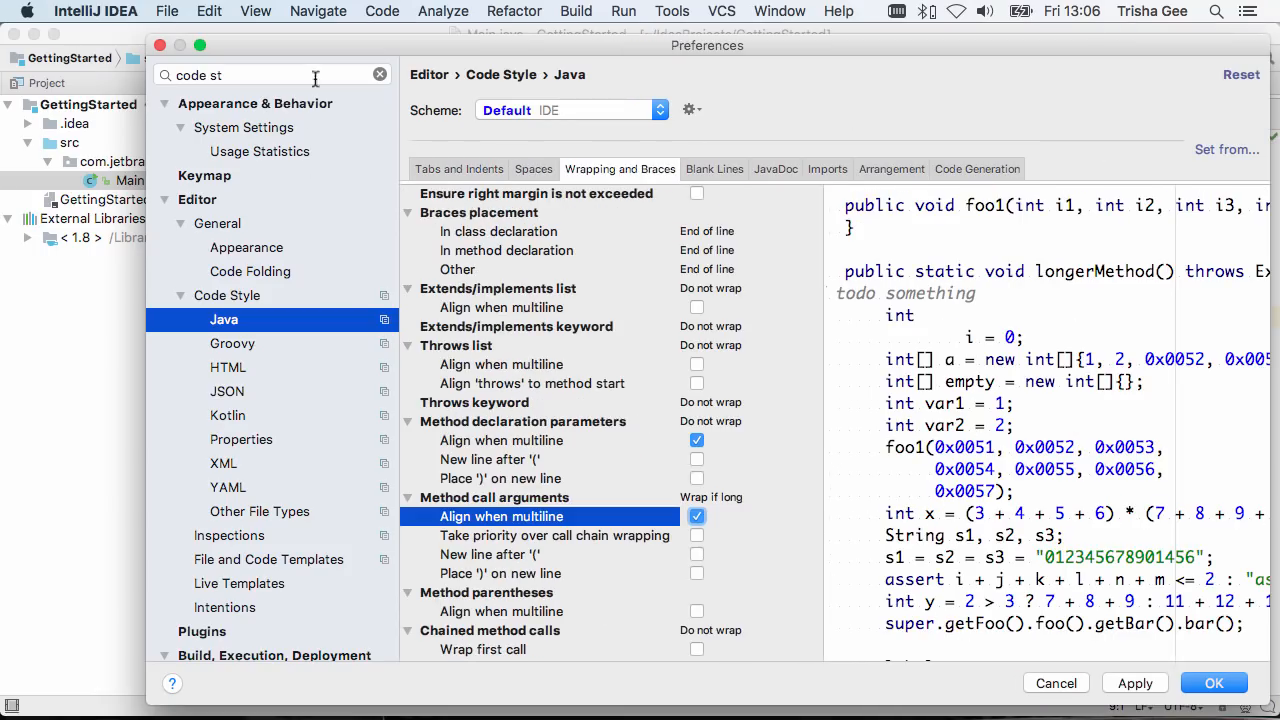 IntelliJ IDEA File Edit View Navigate Code Analyze Refactor Build Run Tools VCS Window Help Fri 13:06 Trisha Gee
Preferences
GettingStarted
Project
GettingStarted
.idea
src
com.jetbra
Main
GettingStarted
External Libraries
< 1.8 > /Librar
code st
Appearance & Behavior
System Settings
Usage Statistics
Keymap
Editor
General
Appearance
Code Folding
Code Style
Java
Groovy
HTML
JSON
Kotlin
Properties
XML
YAML
Other File Types
Inspections
File and Code Templates
Live Templates
Intentions
Plugins
Build, Execution, Deployment
Editor › Code Style › Java
Reset
Scheme: Default IDE
Set from...
Tabs and Indents Spaces Wrapping and Braces Blank Lines JavaDoc Imports Arrangement Code Generation
Ensure right margin is not exceeded
Braces placement
In class declaration End of line
In method declaration End of line
Other End of line
Extends/implements list Do not wrap
Align when multiline
Extends/implements keyword Do not wrap
Throws list Do not wrap
Align when multiline
Align 'throws' to method start
Throws keyword Do not wrap
Method declaration parameters Do not wrap
Align when multiline
New line after '('
Place ')' on new line
Method call arguments Wrap if long
Align when multiline
Take priority over call chain wrapping
New line after '('
Place ')' on new line
Method parentheses
Align when multiline
Chained method calls Do not wrap
Wrap first call
public void foo1(int i1, int i2, int i3, in
}
public static void longerMethod() throws Ex
todo something
int
i = 0;
int[] a = new int[]{1, 2, 0x0052, 0x005
int[] empty = new int[]{};
int var1 = 1;
int var2 = 2;
foo1(0x0051, 0x0052, 0x0053,
0x0054, 0x0055, 0x0056,
0x0057);
int x = (3 + 4 + 5 + 6) * (7 + 8 + 9 +
String s1, s2, s3;
s1 = s2 = s3 = "012345678901456";
assert i + j + k + l + n + m <= 2 : "as
int y = 2 > 3 ? 7 + 8 + 9 : 11 + 12 + 1
super.getFoo().foo().getBar().bar();
? Cancel Apply OK